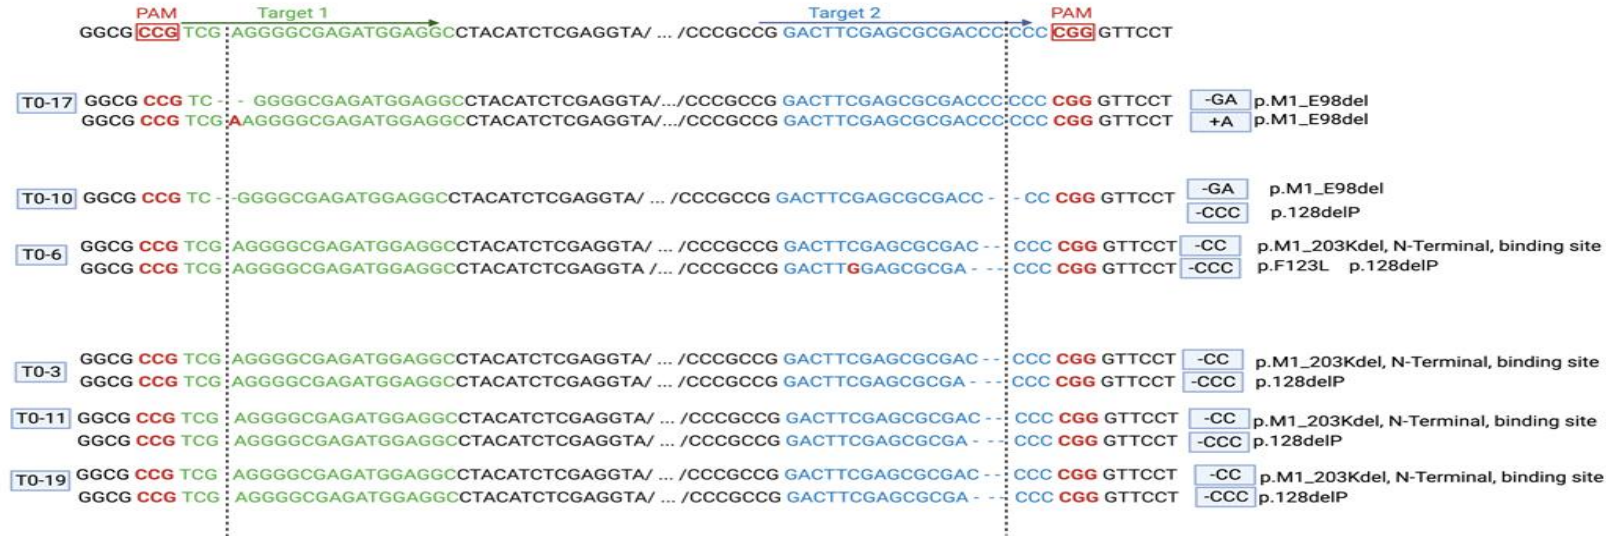 PAM Target 1 Target 2 PAM
GGCG CCG TCG AGGGGCGAGATGGAGGCCTACATCTCGAGGTA/ ... /CCCGCCG GACTTCGAGCGCGACCC CCC CGG GTTCCT
T0-17 GGCG CCG TC - - GGGGCGAGATGGAGGCCTACATCTCGAGGTA/.../CCCGCCG GACTTCGAGCGCGACCC CCC CGG GTTCCT -GA p.M1_E98del
GGCG CCG TCG AAGGGGCGAGATGGAGGCCTACATCTCGAGGTA/.../CCCGCCG GACTTCGAGCGCGACCC CCC CGG GTTCCT +A p.M1_E98del
T0-10 GGCG CCG TC - -GGGGCGAGATGGAGGCCTACATCTCGAGGTA/ ... /CCCGCCG GACTTCGAGCGCGACC - - CC CGG GTTCCT -GA p.M1_E98del
-CCC p.128delP
T0-6 GGCG CCG TCG AGGGGCGAGATGGAGGCCTACATCTCGAGGTA/ ... /CCCGCCG GACTTCGAGCGCGAC - - CCC CGG GTTCCT -CC p.M1_203Kdel, N-Terminal, binding site
GGCG CCG TCG AGGGGCGAGATGGAGGCCTACATCTCGAGGTA / ... /CCCGCCG GACTTGGAGCGCGA - - - CCC CGG GTTCCT -CCC p.F123L p.128delP
T0-3 GGCG CCG TCG AGGGGCGAGATGGAGGCCTACATCTCGAGGTA/ ... /CCCGCCG GACTTCGAGCGCGAC - - CCC CGG GTTCCT -CC p.M1_203Kdel, N-Terminal, binding site
GGCG CCG TCG AGGGGCGAGATGGAGGCCTACATCTCGAGGTA/ ... /CCCGCCG GACTTCGAGCGCGA - - - CCC CGG GTTCCT -CCC p.128delP
T0-11 GGCG CCG TCG AGGGGCGAGATGGAGGCCTACATCTCGAGGTA/ ... /CCCGCCG GACTTCGAGCGCGAC - - CCC CGG GTTCCT -CC p.M1_203Kdel, N-Terminal, binding site
GGCG CCG TCG AGGGGCGAGATGGAGGCCTACATCTCGAGGTA/ ... /CCCGCCG GACTTCGAGCGCGA - - - CCC CGG GTTCCT -CCC p.128delP
T0-19 GGCG CCG TCG AGGGGCGAGATGGAGGCCTACATCTCGAGGTA/ ... /CCCGCCG GACTTCGAGCGCGAC - - CCC CGG GTTCCT -CC p.M1_203Kdel, N-Terminal, binding site
GGCG CCG TCG AGGGGCGAGATGGAGGCCTACATCTCGAGGTA/ ... /CCCGCCG GACTTCGAGCGCGA - - - CCC CGG GTTCCT -CCC p.128delP